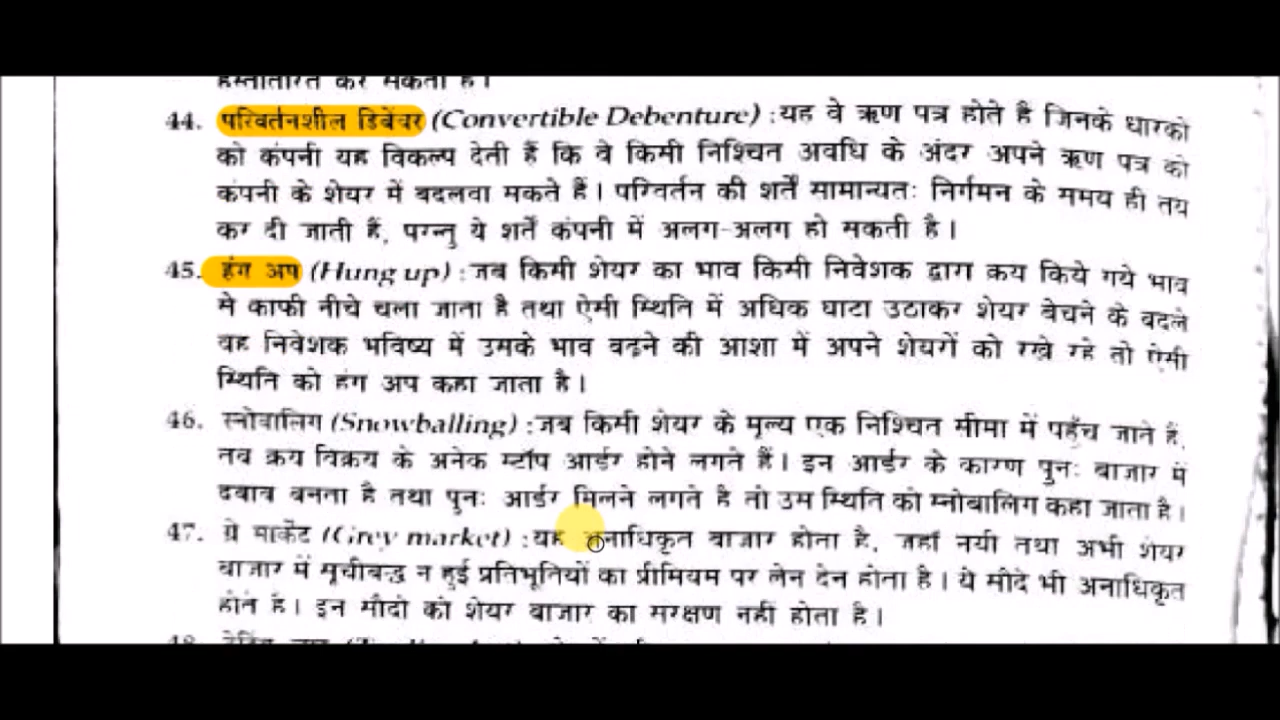 हस्तांतरित कर सकता है।
44. परिवर्तनशील डिबेंचर (Convertible Debenture) : यह वे ऋण पत्र होते हैं जिनके धारकों
को कंपनी यह विकल्प देती हैं कि वे किसी निश्चित अवधि के अंदर अपने ऋण पत्र को
कंपनी के शेयर में बदलवा सकते हैं। परिवर्तन की शर्तें सामान्यतः निर्गमन के समय ही तय
कर दी जाती हैं, परन्तु ये शर्तें कंपनी में अलग-अलग हो सकती है।
45. हंग अप (Hung up) : जब किसी शेयर का भाव किसी निवेशक द्वारा क्रय किये गये भाव
से काफी नीचे चला जाता है तथा ऐसी स्थिति में अधिक घाटा उठाकर शेयर बेचने के बदले
वह निवेशक भविष्य में उसके भाव बढ़ने की आशा में अपने शेयरों को रखे रहे तो ऐसी
स्थिति को हंग अप कहा जाता है।
46. स्नोबालिग (Snowballing) : जब किसी शेयर के मूल्य एक निश्चित सीमा में पहुँच जाते हैं,
तब क्रय विक्रय के अनेक स्टॉप आर्डर होने लगते हैं। इन आर्डर के कारण पुनः बाजार में
दबाव बनता है तथा पुनः आर्डर मिलने लगते है तो उस स्थिति को स्नोबालिग कहा जाता है।
47. ग्रे मार्केट (Grey market) : यह अनाधिकृत बाजार होता है, जहाँ नयी तथा अभी शेयर
बाजार में सूचीबद्ध न हुई प्रतिभूतियों का प्रीमियम पर लेन देन होता है। ये सौदे भी अनाधिकृत
होते हैं। इन सौदो को शेयर बाजार का संरक्षण नहीं होता है।